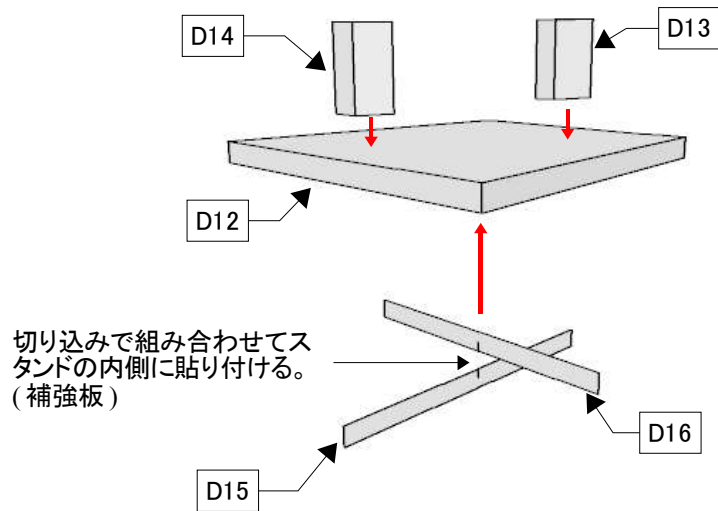 D14
D13
D12
切り込みで組み合わせてス
タンドの内側に貼り付ける。
( 補強板 )
D16
D15